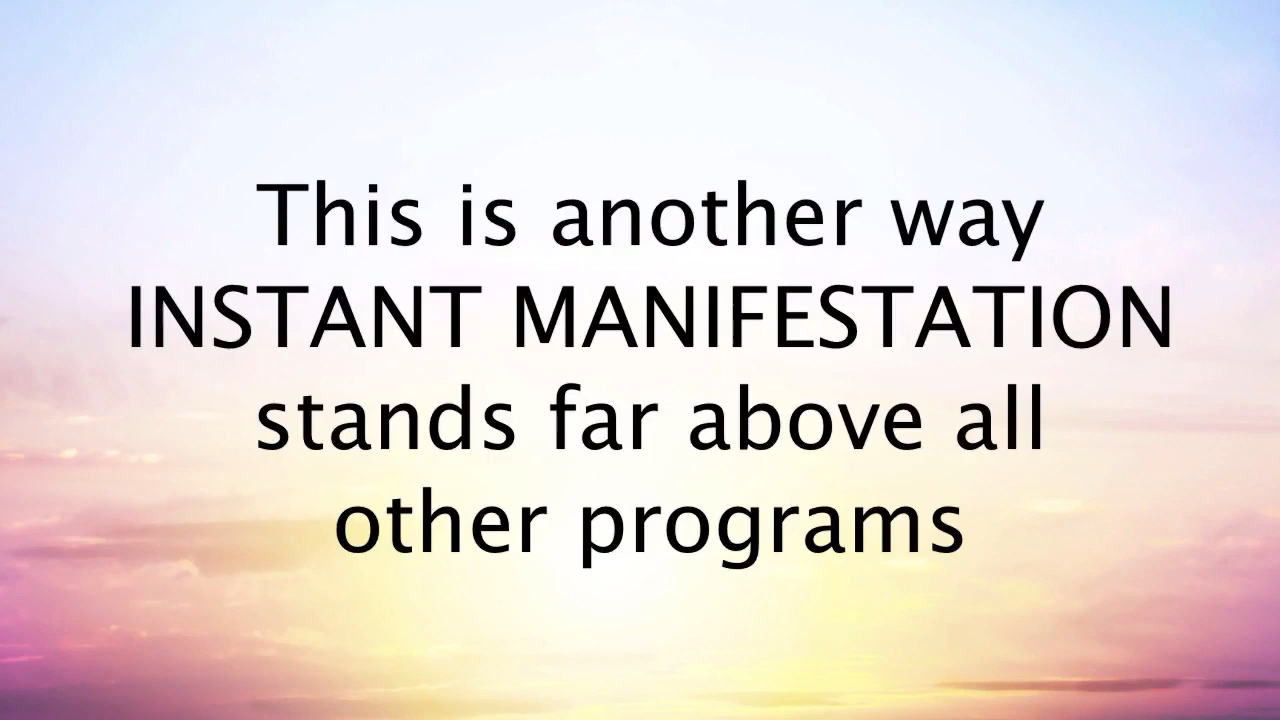 This is another way
INSTANT MANIFESTATION
stands far above all
other programs